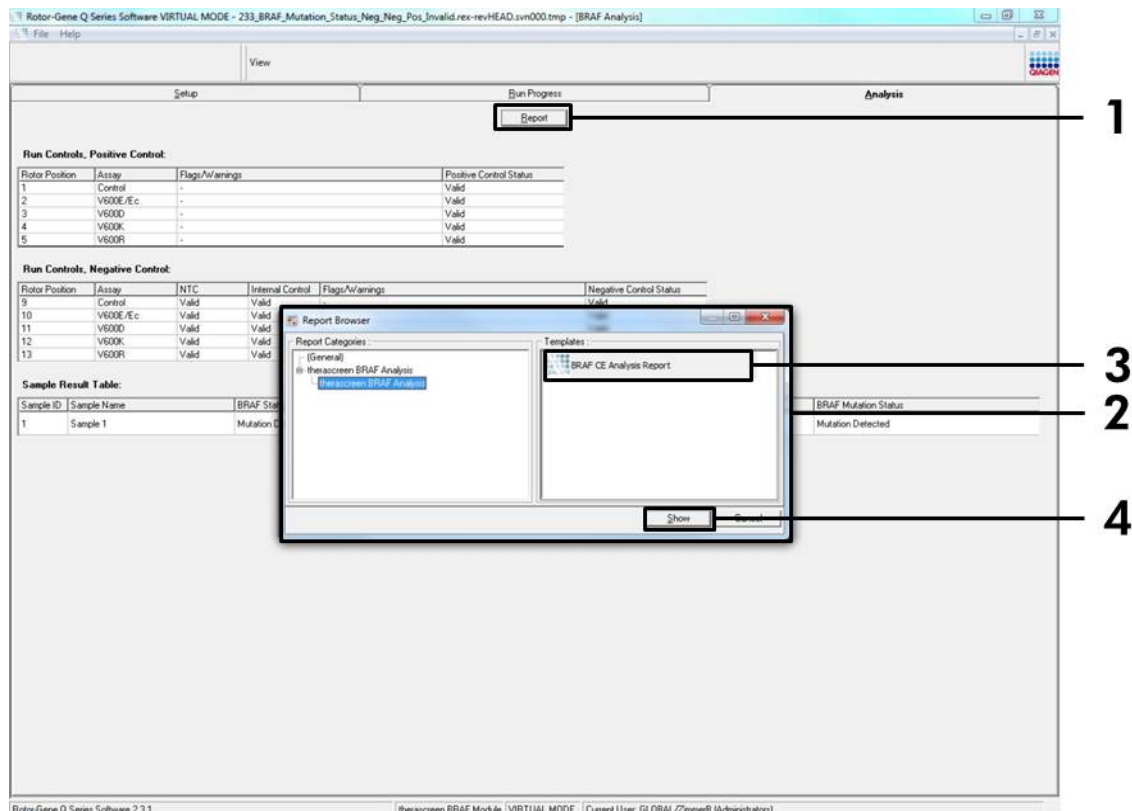 Rotor-Gene Q Series Software VIRTUAL MODE - 233_BRAF_Mutation_Status_Neg_Neg_Pos_Invalid.rex-revHEAD.svn000.tmp - [BRAF Analysis]
File Help
View
QIAGEN
Setup Run Progress Analysis
Report 1
Run Controls, Positive Control:
Rotor Position Assay Flags/Warnings Positive Control Status
1 Control - Valid
2 V600E/Ec - Valid
3 V600D - Valid
4 V600K - Valid
5 V600R - Valid
Run Controls, Negative Control:
Rotor Position Assay NTC Internal Control Flags/Warnings Negative Control Status
9 Control Valid Valid - Valid
10 V600E/Ec Valid Valid
11 V600D Valid Valid
12 V600K Valid Valid
13 V600R Valid Valid
Report Browser
Report Categories :
(General)
therascreen BRAF Analysis
therascreen BRAF Analysis
Templates :
BRAF CE Analysis Report 3
2
Show 4
Sample Result Table:
Sample ID Sample Name BRAF Mutation Status
1 Sample 1 Mutation Mutation Detected
Rotor-Gene Q Series Software 2.3.1 therascreen BRAF Module VIRTUAL MODE Current User: GLOBAL/ZimmerB (Administrators)